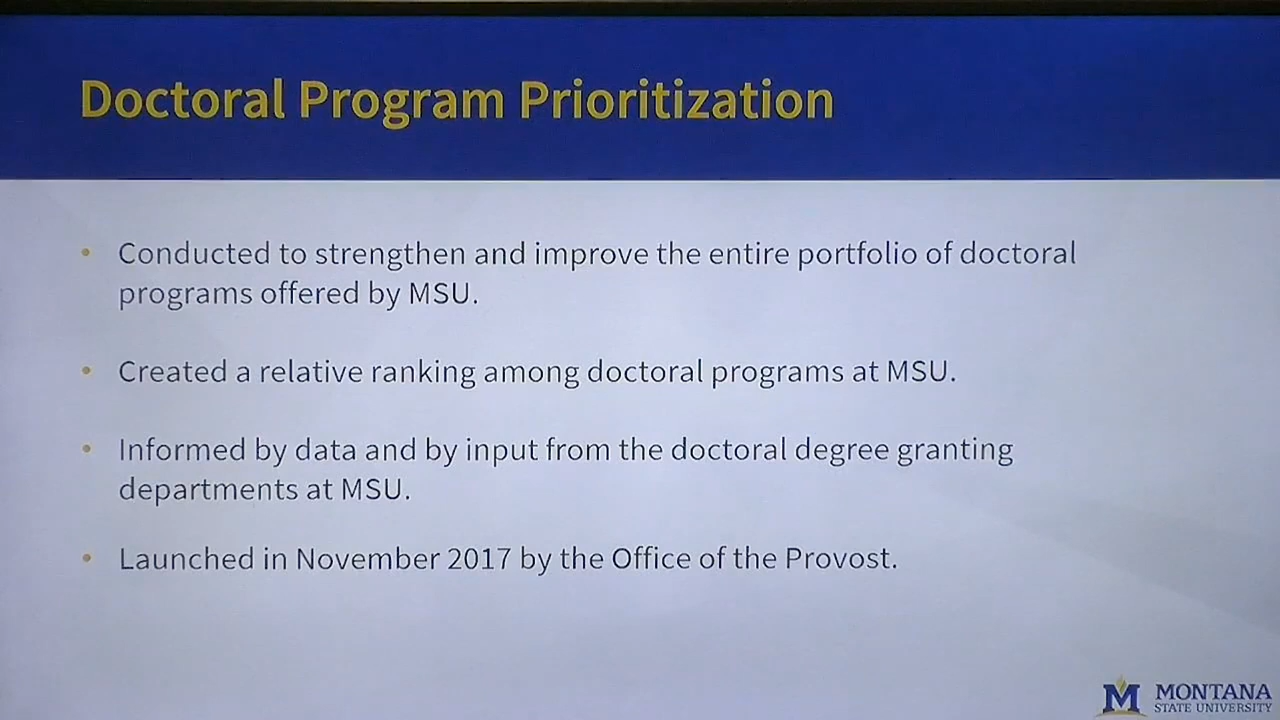 Doctoral Program Prioritization
• Conducted to strengthen and improve the entire portfolio of doctoral
programs offered by MSU.
• Created a relative ranking among doctoral programs at MSU.
• Informed by data and by input from the doctoral degree granting
departments at MSU.
• Launched in November 2017 by the Office of the Provost.
M MONTANA
STATE UNIVERSITY